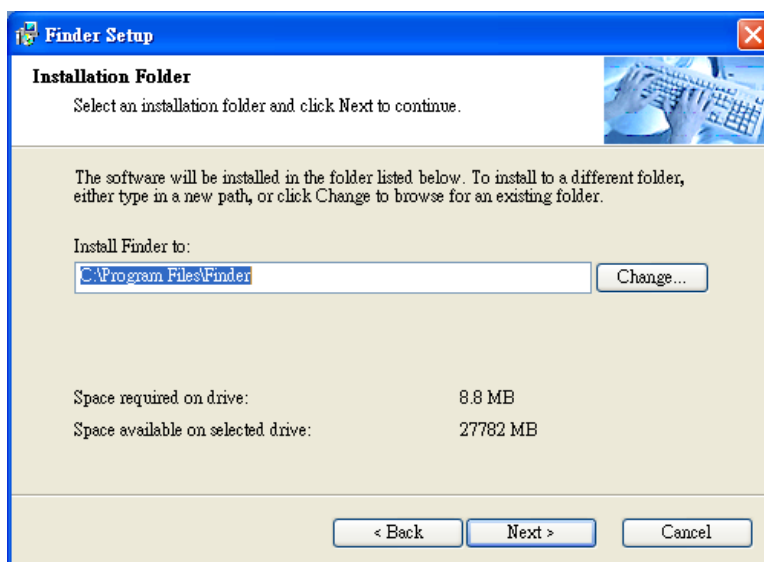 Finder Setup
Installation Folder
Select an installation folder and click Next to continue.
The software will be installed in the folder listed below. To install to a different folder,
either type in a new path, or click Change to browse for an existing folder.
Install Finder to:
C:\Program Files\Finder
Change...
Space required on drive: 8.8 MB
Space available on selected drive: 27782 MB
< Back Next > Cancel